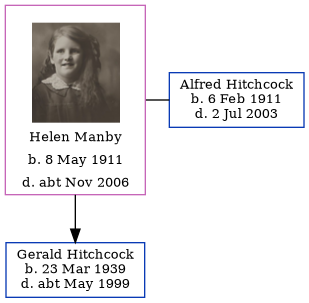 Helen Manby
b. 8 May 1911
d. abt Nov 2006
Alfred Hitchcock
b. 6 Feb 1911
d. 2 Jul 2003
Gerald Hitchcock
b. 23 Mar 1939
d. abt May 1999